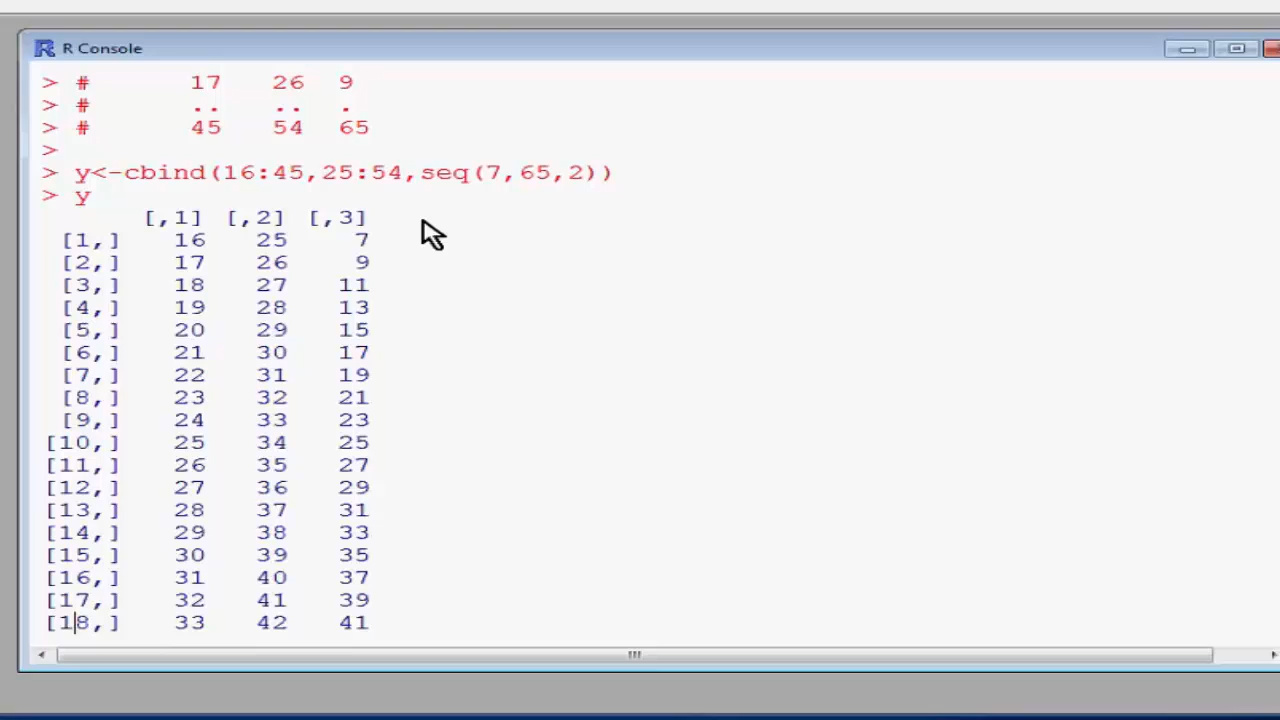 R Console
> # 17 26 9
> # .. .. .
> # 45 54 65
>
> y<-cbind(16:45,25:54,seq(7,65,2))
> y
[,1] [,2] [,3]
[1,] 16 25 7
[2,] 17 26 9
[3,] 18 27 11
[4,] 19 28 13
[5,] 20 29 15
[6,] 21 30 17
[7,] 22 31 19
[8,] 23 32 21
[9,] 24 33 23
[10,] 25 34 25
[11,] 26 35 27
[12,] 27 36 29
[13,] 28 37 31
[14,] 29 38 33
[15,] 30 39 35
[16,] 31 40 37
[17,] 32 41 39
[18,] 33 42 41